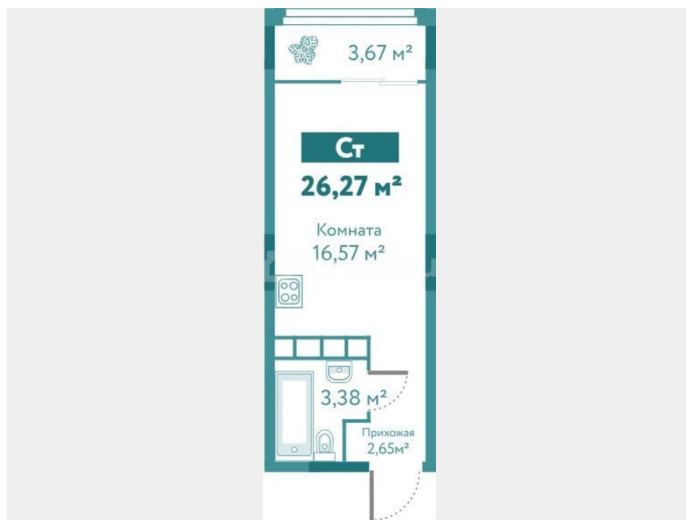 3,67 м²
Ст
26,27 м²
Комната
16,57 м²
3,38 м²
Прихожая
2,65м²